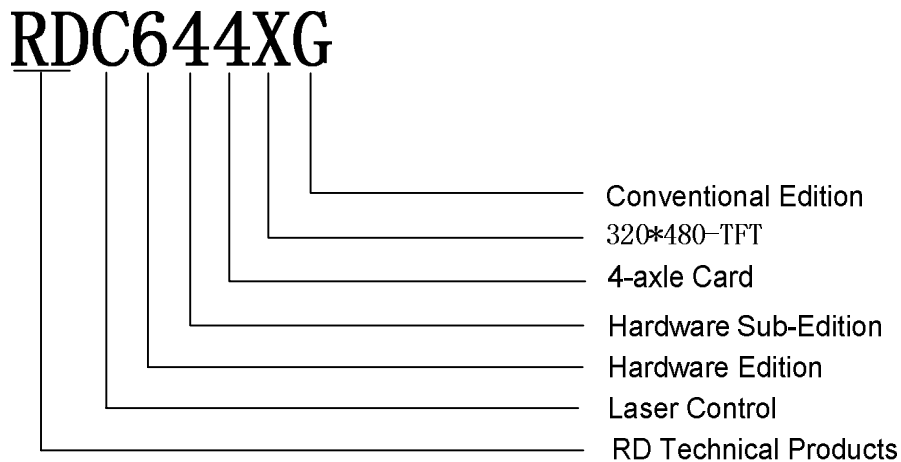 RDC644XG
Conventional Edition
320*480-TFT
4-axle Card
Hardware Sub-Edition
Hardware Edition
Laser Control
RD Technical Products